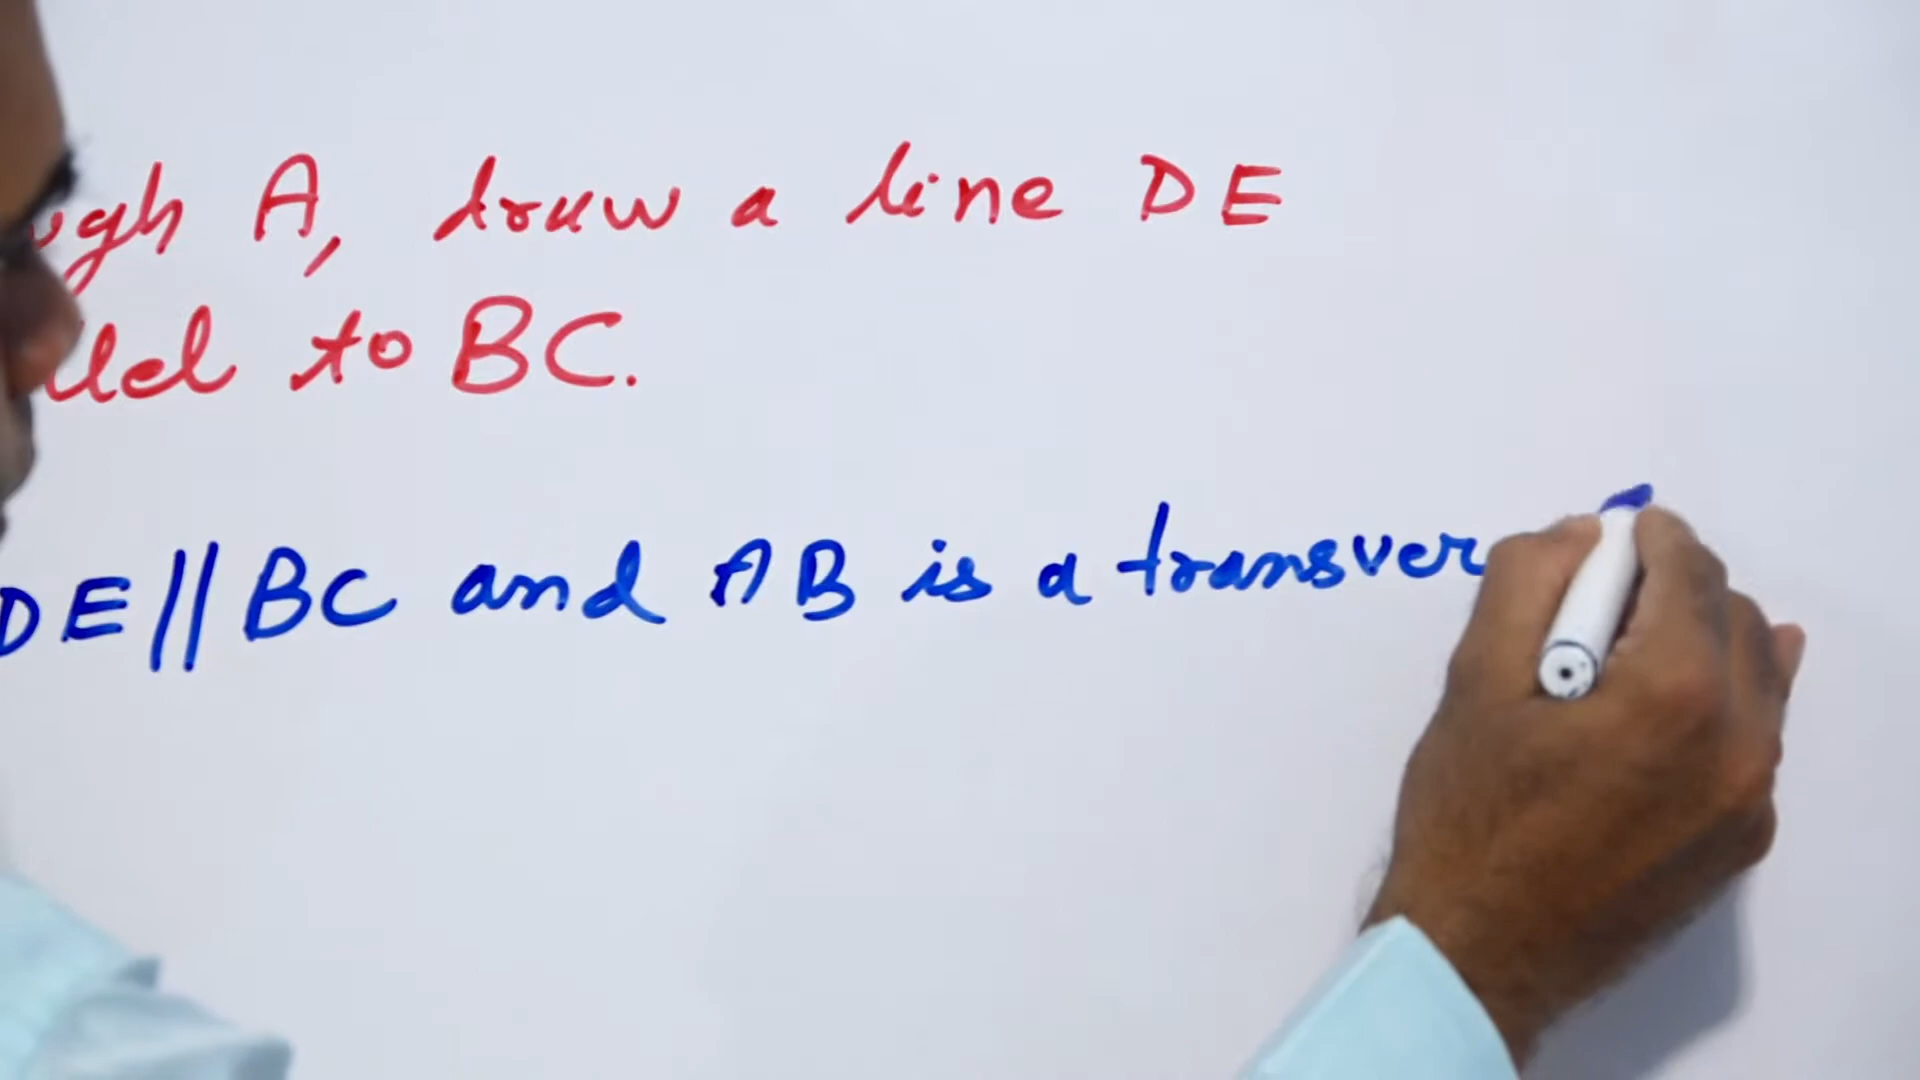 ugh A, draw a line DE
llel to BC.
DE || BC and AB is a transver